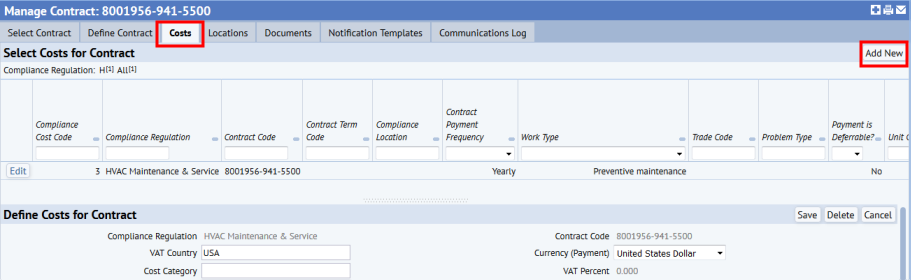 Manage Contract: 8001956-941-5500
Select Contract Define Contract Costs Locations Documents Notification Templates Communications Log
Select Costs for Contract Add New
Compliance Regulation: H[1] All[1]
Compliance Cost Code Compliance Regulation Contract Code Contract Term Code Compliance Location Contract Payment Frequency Work Type Trade Code Problem Type Payment is Deferrable? Unit
Edit 3 HVAC Maintenance & Service 8001956-941-5500 Yearly Preventive maintenance No
Define Costs for Contract Save Delete Cancel
Compliance Regulation HVAC Maintenance & Service Contract Code 8001956-941-5500
VAT Country USA Currency (Payment) United States Dollar
Cost Category VAT Percent 0.000